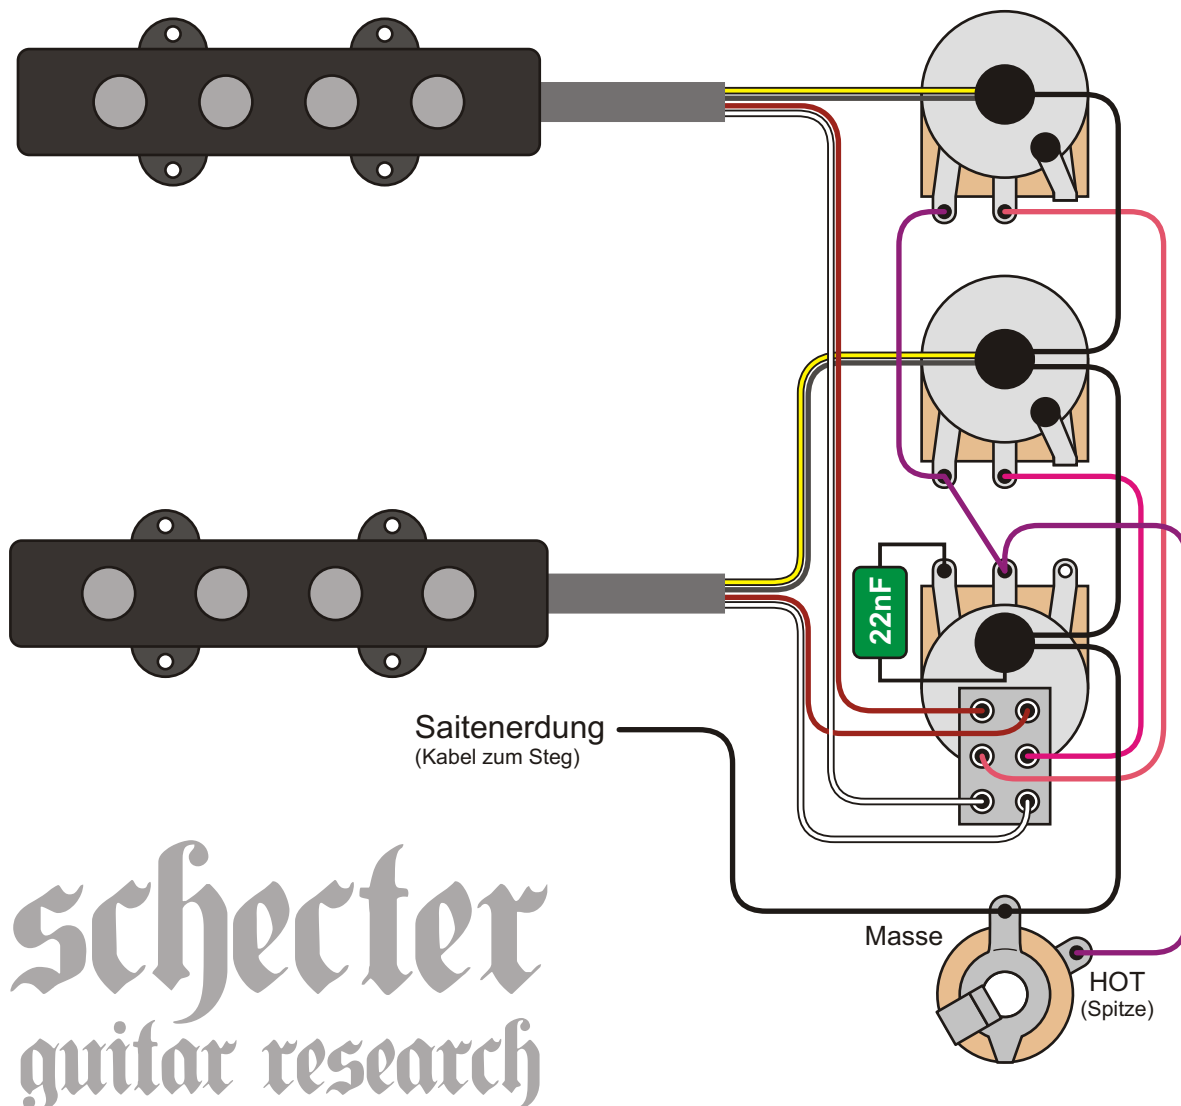 22nF
Saitenerdung
(Kabel zum Steg)
schecter
guitar research
Masse
HOT
(Spitze)